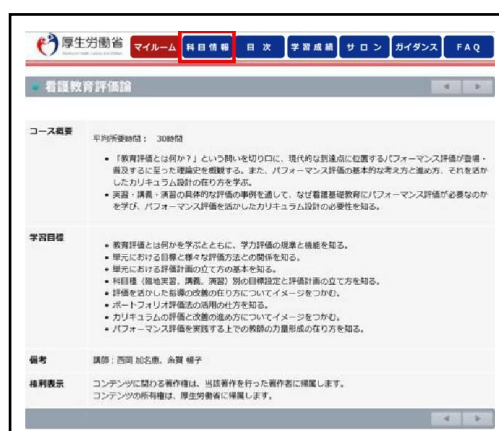 厚生労働省 マイルーム 科目情報 目次 学習成績 サロン ガイダンス FAQ
看護教育評価論
コース概要
平均所要時間： 30時間
「教育評価とは何か？」という問いを切り口に、現代的な到達点に位置するパフォーマンス評価が登場・
普及するに至った理論史を概観する。また、パフォーマンス評価の基本的な考え方と進め方、それを活か
したカリキュラム設計の在り方を学ぶ。
実習・講義・演習の具体的な評価の事例を通して、なぜ看護基礎教育にパフォーマンス評価が必要なのか
を学び、パフォーマンス評価を活かしたカリキュラム設計の必要性を知る。
学習目標
教育評価とは何かを学ぶとともに、学力評価の規準と機能を知る。
単元における目標と様々な評価方法との関係を知る。
単元における評価計画の立て方の基本を知る。
科目種（臨地実習、講義、演習）別の目標設定と評価計画の立て方を知る。
評価を活かした指導の改善の在り方についてイメージをつかむ。
ポートフォリオ評価法の活用の仕方を知る。
カリキュラムの評価と改善の進め方についてイメージをつかむ。
パフォーマンス評価を実践する上での教師の力量形成の在り方を知る。
備考
講師：西岡 加名恵、糸賀 暢子
権利表示
コンテンツに関わる著作権は、当該著作を行った著作者に帰属します。
コンテンツの所有権は、厚生労働省に帰属します。